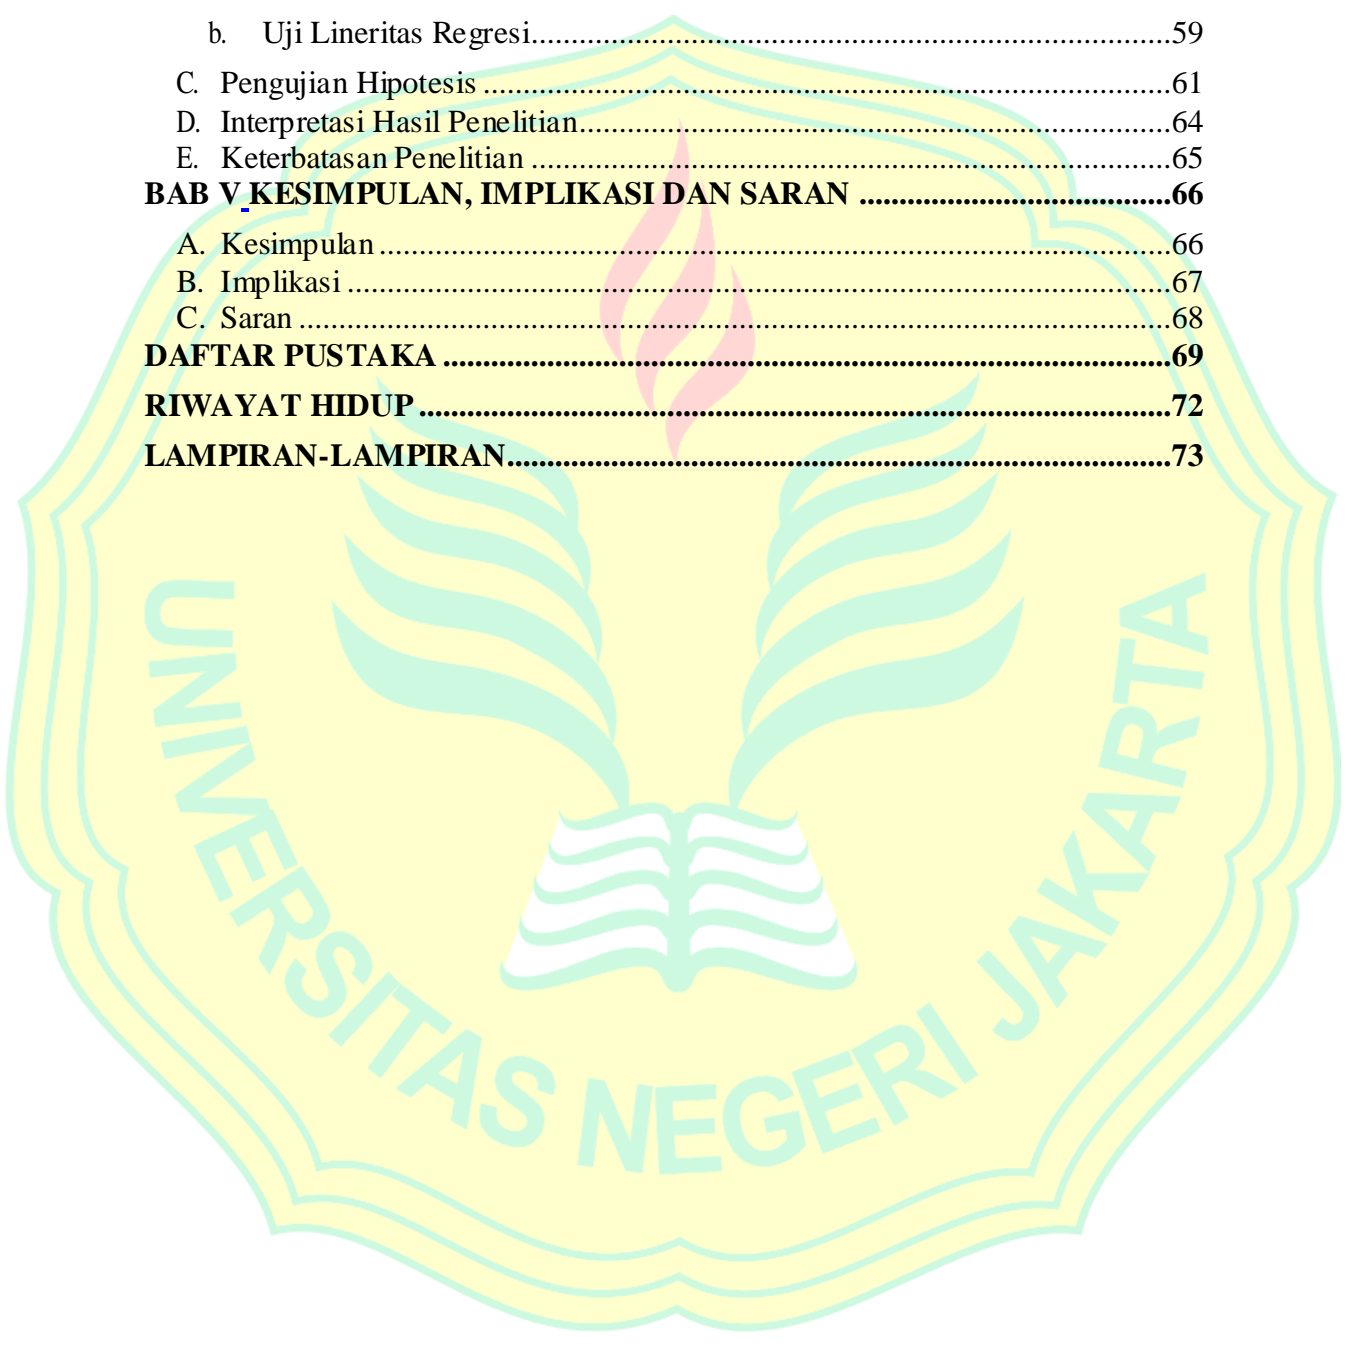 b. Uji Lineritas Regresi................................................................................59
C. Pengujian Hipotesis ......................................................................................61
D. Interpretasi Hasil Penelitian..........................................................................64
E. Keterbatasan Penelitian ................................................................................65
BAB V KESIMPULAN, IMPLIKASI DAN SARAN .......................................66
A. Kesimpulan ...................................................................................................66
B. Implikasi .......................................................................................................67
C. Saran .............................................................................................................68
DAFTAR PUSTAKA ...........................................................................................69
RIWAYAT HIDUP ..............................................................................................72
LAMPIRAN-LAMPIRAN...................................................................................73
UNIVERSITAS NEGERI JAKARTA